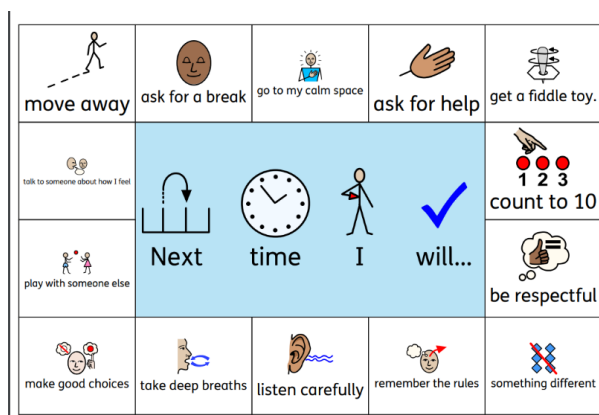 move away
ask for a break
go to my calm space
ask for help
get a fiddle toy.
talk to someone about how I feel
Next time I will...
1 2 3
count to 10
play with someone else
be respectful
make good choices
take deep breaths
listen carefully
remember the rules
something different